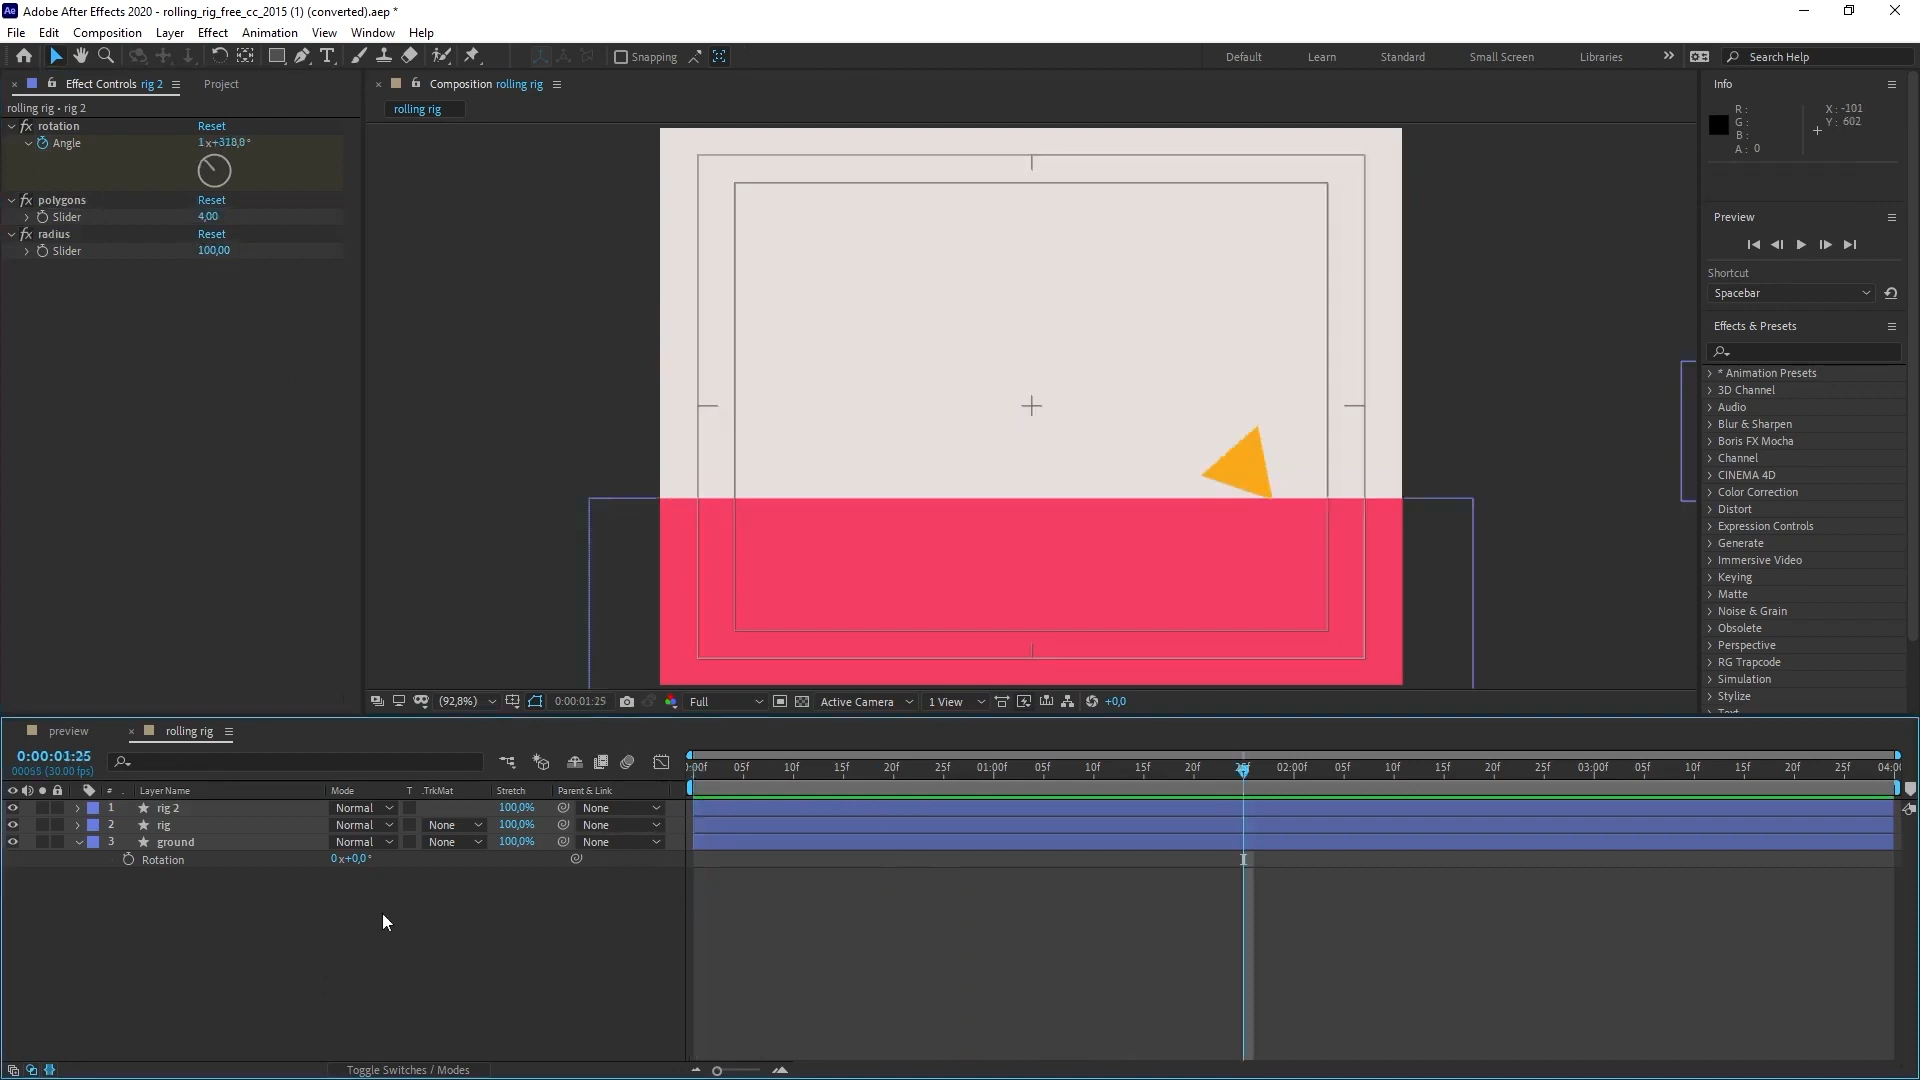 Ae Adobe After Effects 2020 - rolling_rig_free_cc_2015 (1) (converted).aep *
File Edit Composition Layer Effect Animation View Window Help
Snapping Default Learn Standard Small Screen Libraries Search Help
Effect Controls rig 2 Project
rolling rig • rig 2
fx rotation Reset
Angle 1x+318,8°
fx polygons Reset
Slider 4,00
fx radius Reset
Slider 100,00
Composition rolling rig
rolling rig
(92,8%) 0:00:01:25 Full Active Camera 1 View +0,0
Info
R: X: -101
G: Y: 602
B:
A: 0
Preview
Shortcut
Spacebar
Effects & Presets
* Animation Presets
3D Channel
Audio
Blur & Sharpen
Boris FX Mocha
Channel
CINEMA 4D
Color Correction
Distort
Expression Controls
Generate
Immersive Video
Keying
Matte
Noise & Grain
Obsolete
Perspective
RG Trapcode
Simulation
Stylize
preview rolling rig
0:00:01:25
00055 (30.00 fps)
05f 10f 15f 20f 25f 01:00f 05f 10f 15f 20f 02:00f 05f 10f 15f 20f 25f 03:00f 05f 10f 15f 20f 25f
# Layer Name Mode T .TrkMat Stretch Parent & Link
1 rig 2 Normal 100,0% None
2 rig Normal None 100,0% None
3 ground Normal None 100,0% None
Rotation 0x+0,0°
Toggle Switches / Modes